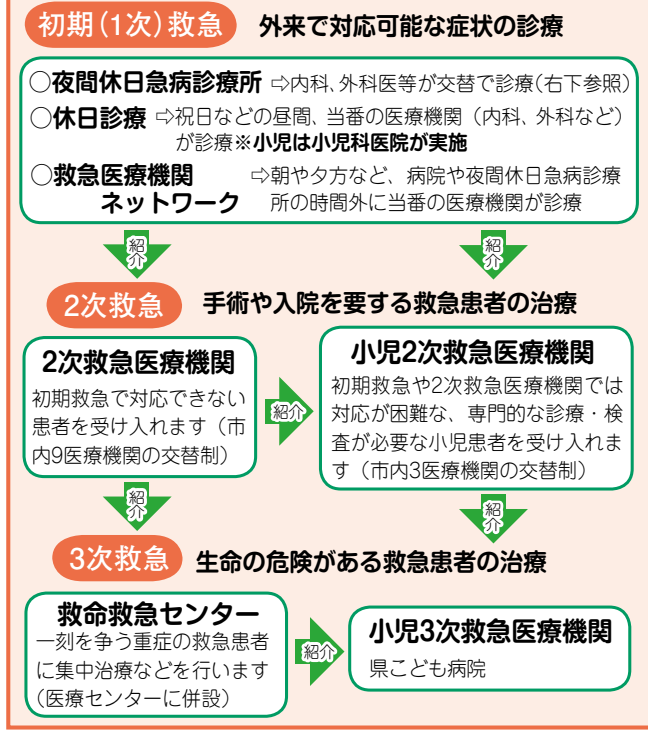 初期(1次)救急 外来で対応可能な症状の診療
○夜間休日急病診療所 ⇨内科、外科医等が交替で診療(右下参照)
○休日診療 ⇨祝日などの昼間、当番の医療機関(内科、外科など)
が診療※小児は小児科医院が実施
○救急医療機関 ⇨朝や夕方など、病院や夜間休日急病診療
ネットワーク 所の時間外に当番の医療機関が診療
紹介 紹介
2次救急 手術や入院を要する救急患者の治療
2次救急医療機関
初期救急で対応できない
患者を受け入れます(市
内9医療機関の交替制)
紹介
小児2次救急医療機関
初期救急や2次救急医療機関では
対応が困難な、専門的な診療・検
査が必要な小児患者を受け入れま
す(市内3医療機関の交替制)
紹介 紹介
3次救急 生命の危険がある救急患者の治療
救命救急センター
一刻を争う重症の救急患者
に集中治療などを行います
(医療センターに併設)
紹介
小児3次救急医療機関
県こども病院